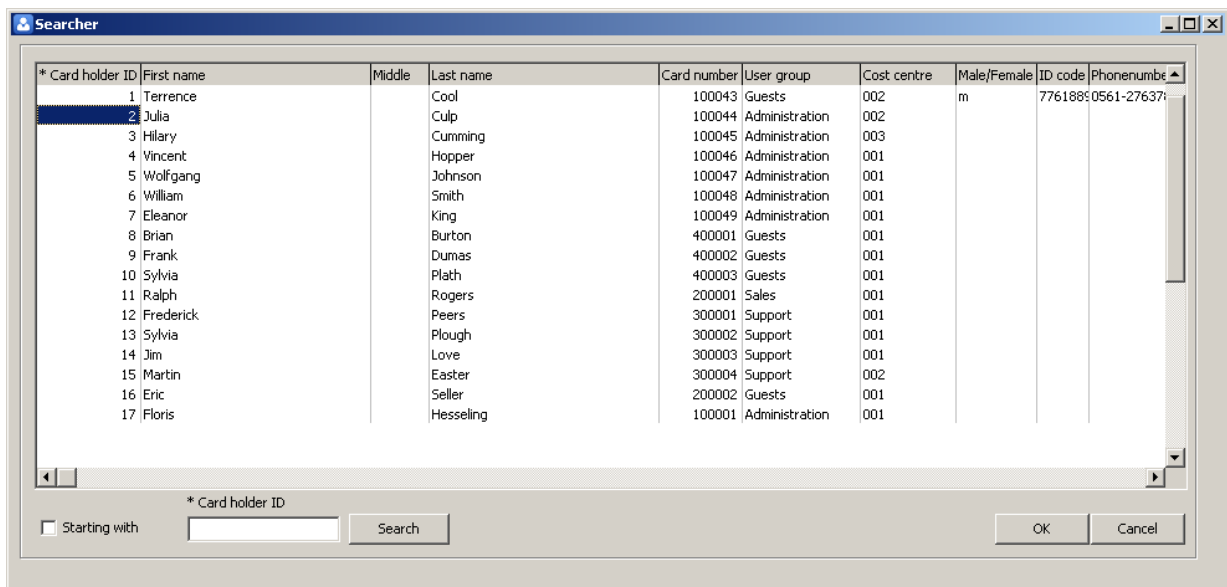 Searcher
* Card holder ID First name Middle Last name Card number User group Cost centre Male/Female ID code Phonenumbe
1 Terrence Cool 100043 Guests 002 m 7761889 0561-27637
2 Julia Culp 100044 Administration 002
3 Hilary Cumming 100045 Administration 003
4 Vincent Hopper 100046 Administration 001
5 Wolfgang Johnson 100047 Administration 001
6 William Smith 100048 Administration 001
7 Eleanor King 100049 Administration 001
8 Brian Burton 400001 Guests 001
9 Frank Dumas 400002 Guests 001
10 Sylvia Plath 400003 Guests 001
11 Ralph Rogers 200001 Sales 001
12 Frederick Peers 300001 Support 001
13 Sylvia Plough 300002 Support 001
14 Jim Love 300003 Support 001
15 Martin Easter 300004 Support 002
16 Eric Seller 200002 Guests 001
17 Floris Hesseling 100001 Administration 001
* Card holder ID
Starting with Search OK Cancel